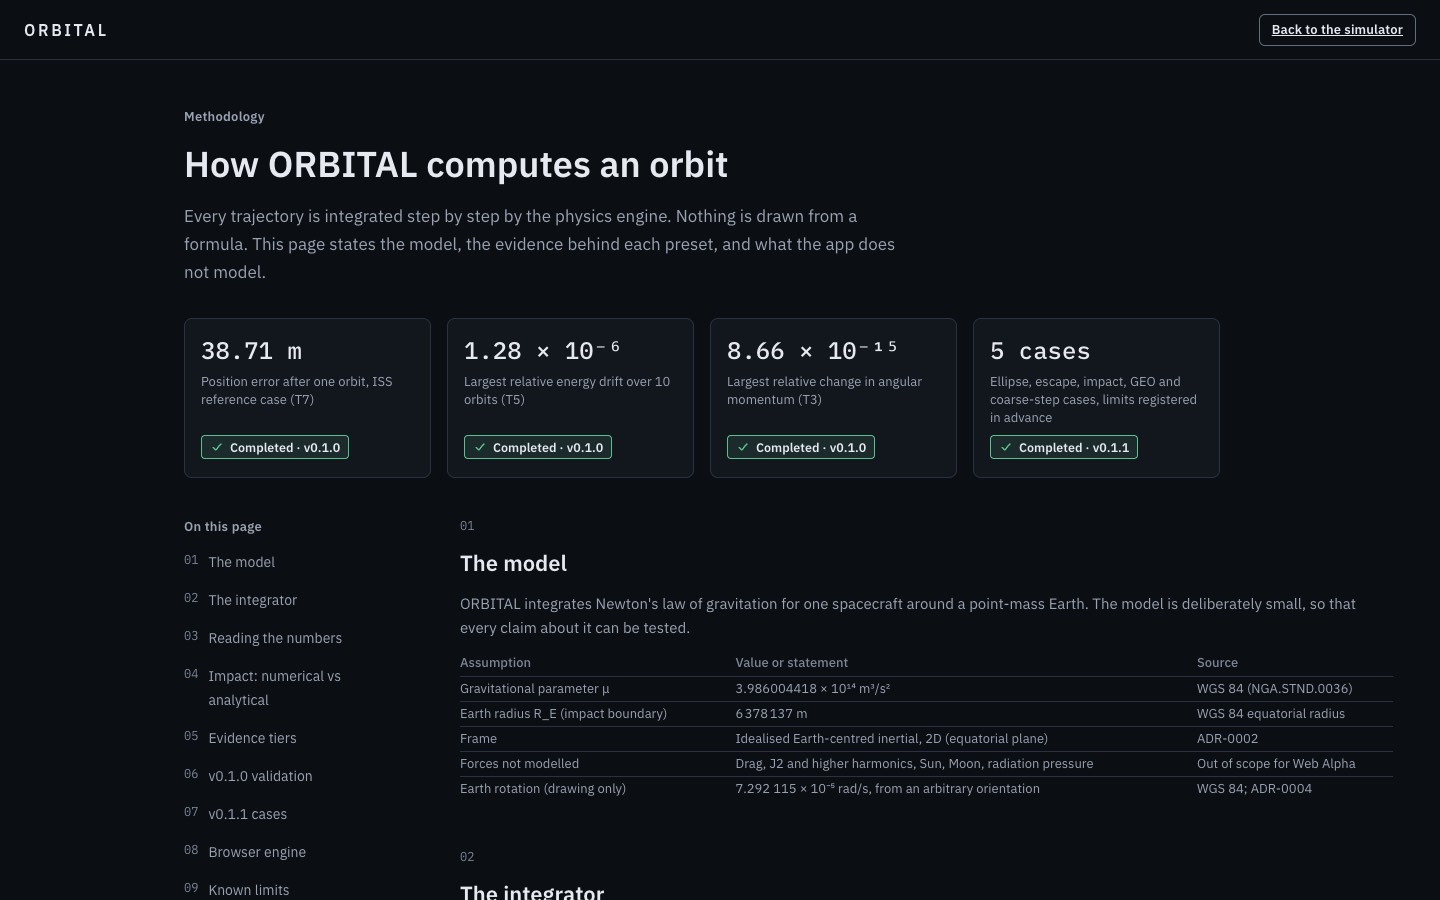 ORBITAL
Back to the simulator
Methodology
How ORBITAL computes an orbit
Every trajectory is integrated step by step by the physics engine. Nothing is drawn from a
formula. This page states the model, the evidence behind each preset, and what the app does
not model.
38.71 m
Position error after one orbit, ISS
reference case (T7)
Completed · v0.1.0
1.28 × 10⁻⁶
Largest relative energy drift over 10
orbits (T5)
Completed · v0.1.0
8.66 × 10⁻¹⁵
Largest relative change in angular
momentum (T3)
Completed · v0.1.0
5 cases
Ellipse, escape, impact, GEO and
coarse-step cases, limits registered
in advance
Completed · v0.1.1
On this page
01 The model
02 The integrator
03 Reading the numbers
04 Impact: numerical vs
analytical
05 Evidence tiers
06 v0.1.0 validation
07 v0.1.1 cases
08 Browser engine
09 Known limits
01
The model
ORBITAL integrates Newton's law of gravitation for one spacecraft around a point-mass Earth. The model is deliberately small, so that
every claim about it can be tested.
Assumption Value or statement Source
Gravitational parameter µ 3.986004418 × 10¹⁴ m³/s² WGS 84 (NGA.STND.0036)
Earth radius R_E (impact boundary) 6 378 137 m WGS 84 equatorial radius
Frame Idealised Earth-centred inertial, 2D (equatorial plane) ADR-0002
Forces not modelled Drag, J2 and higher harmonics, Sun, Moon, radiation pressure Out of scope for Web Alpha
Earth rotation (drawing only) 7.292 115 × 10⁻⁵ rad/s, from an arbitrary orientation WGS 84; ADR-0004
02
The integrator